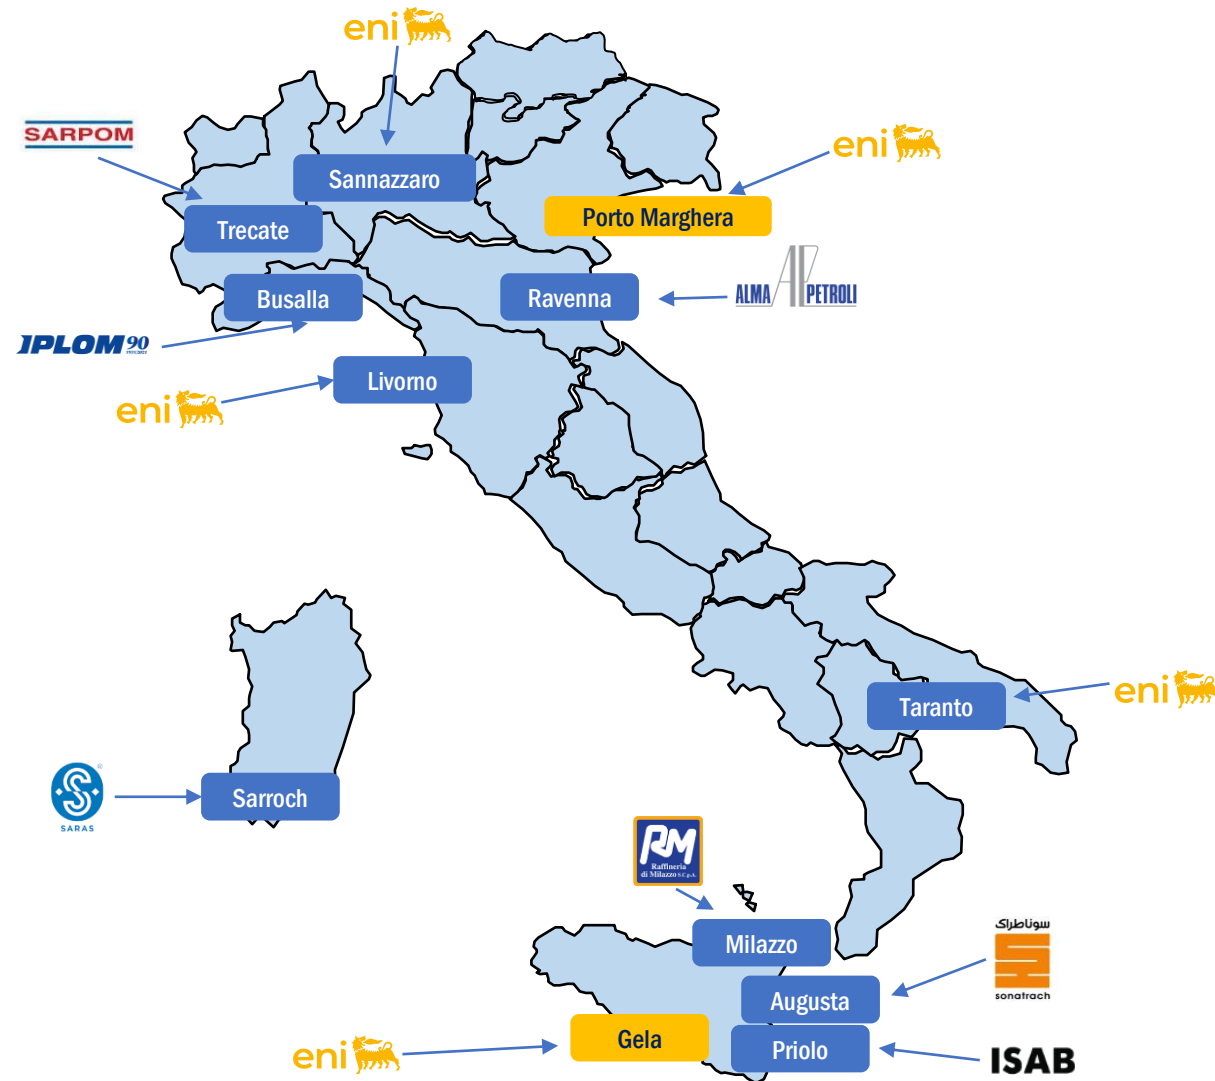 eni
SARPOM
eni
Sannazzaro
Porto Marghera
Trecate
Busalla
Ravenna
ALMA AP PETROLI
IPLOM 90
Livorno
eni
Taranto
eni
Sarroch
®
SARAS
RM
Raffineria
di Milazzo S.C.p.A.
Milazzo
سوناطراك
sonatrach
Augusta
Gela
Priolo
eni
ISAB